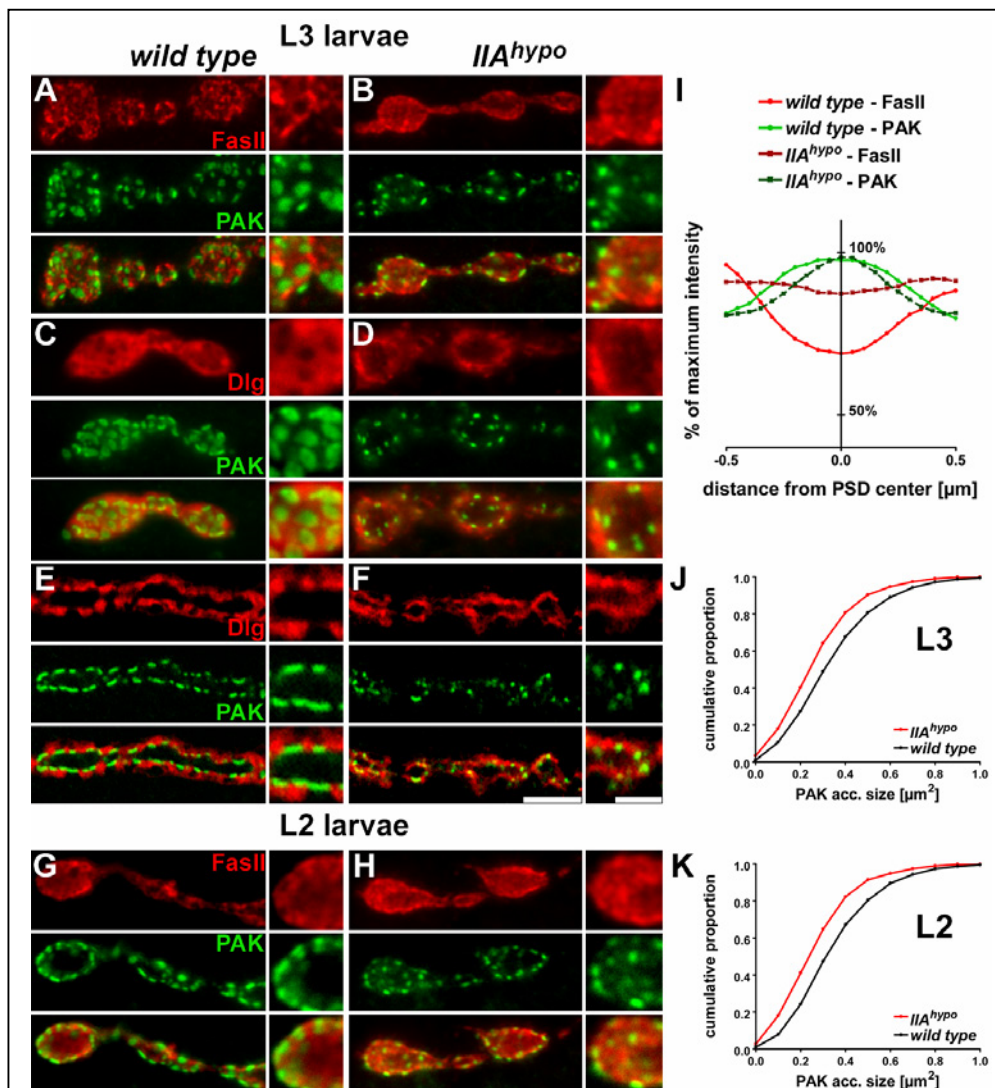 L3 larvae
wild type
IIA^hypo
A
FasII
PAK
B
C
Dlg
PAK
D
E
Dlg
PAK
F
L2 larvae
G
FasII
PAK
H
I
wild type - FasII
wild type - PAK
IIA^hypo - FasII
IIA^hypo - PAK
100%
50%
% of maximum intensity
-0.5
0.0
0.5
distance from PSD center [µm]
J
L3
cumulative proportion
1.0
0.8
0.6
0.4
0.2
0.0
0.0
0.2
0.4
0.6
0.8
1.0
IIA^hypo
wild type
PAK acc. size [µm²]
K
L2
cumulative proportion
1.0
0.8
0.6
0.4
0.2
0.0
0.0
0.2
0.4
0.6
0.8
1.0
IIA^hypo
wild type
PAK acc. size [µm²]